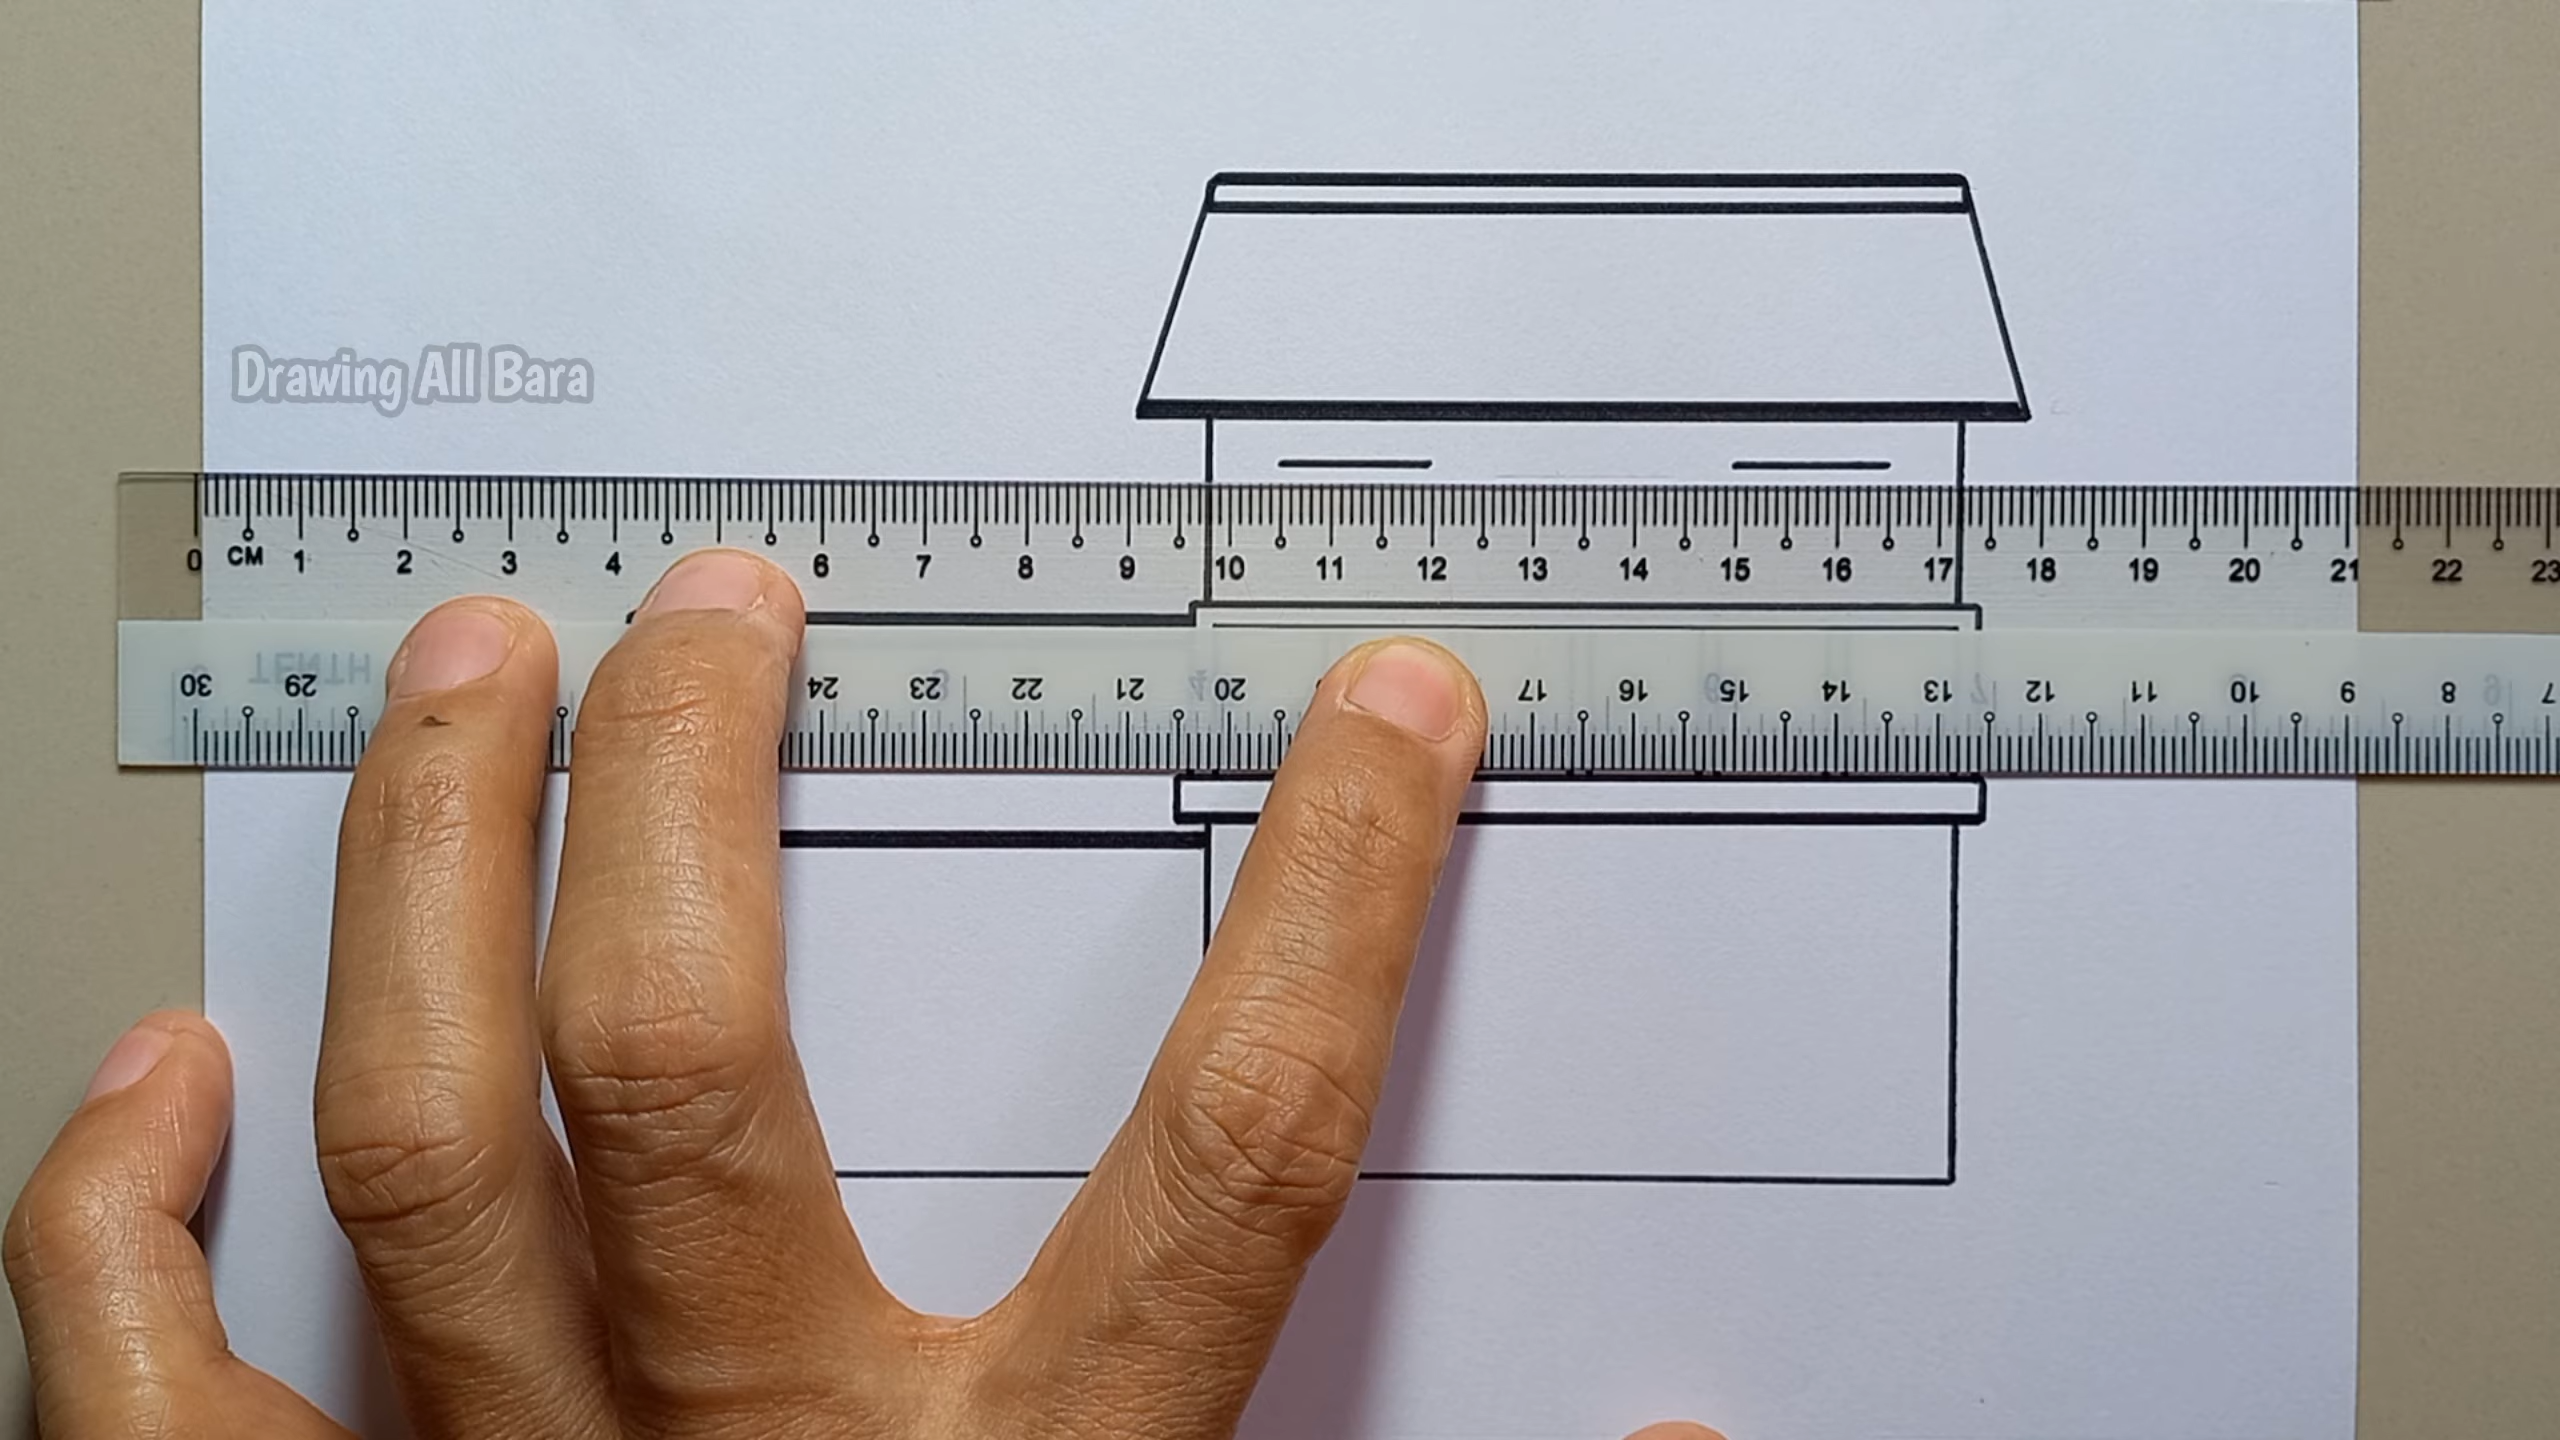 Drawing All Bara
0 CM 1 2 3 4 6 7 8 9 10 11 12 13 14 15 16 17 18 19 20 21 22 23
TENTH
30 29 24 23 22 21 20 17 16 15 14 13 12 11 10 9 8 7